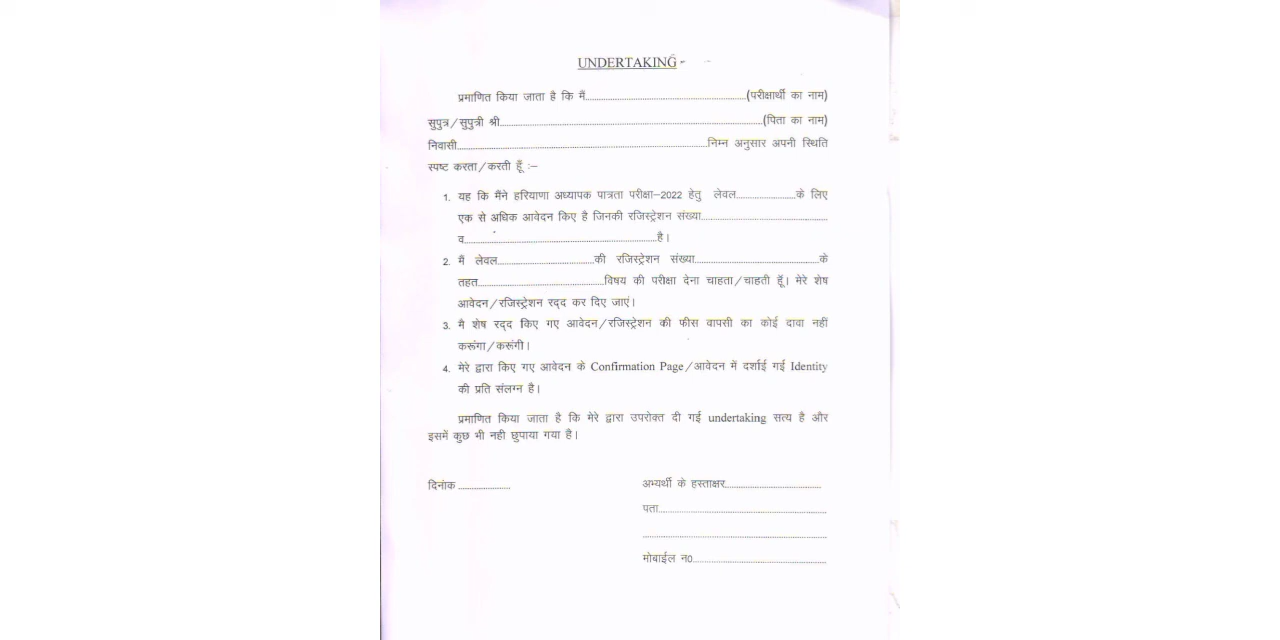 UNDERTAKING
प्रमाणित किया जाता है कि मैं..........(परीक्षार्थी का नाम)
सुपुत्र/सुपुत्री श्री..........(पिता का नाम)
निवासी..........निम्न अनुसार अपनी स्थिति
स्पष्ट करता/करती हूँ :–
1. यह कि मैंने हरियाणा अध्यापक पात्रता परीक्षा–2022 हेतु लेवल..........के लिए
एक से अधिक आवेदन किए है जिनकी रजिस्ट्रेशन संख्या..........
व..........है।
2. मैं लेवल..........की रजिस्ट्रेशन संख्या..........के
तहत..........विषय की परीक्षा देना चाहता/चाहती हूँ। मेरे शेष
आवेदन/रजिस्ट्रेशन रद्द कर दिए जाएं।
3. मै शेष रद्द किए गए आवेदन/रजिस्ट्रेशन की फीस वापसी का कोई दावा नहीं
करूंगा/करूंगी।
4. मेरे द्वारा किए गए आवेदन के Confirmation Page/आवेदन में दर्शाई गई Identity
की प्रति संलग्न है।
प्रमाणित किया जाता है कि मेरे द्वारा उपरोक्त दी गई undertaking सत्य है और
इसमें कुछ भी नही छुपाया गया है।
दिनांक ..........
अभ्यर्थी के हस्ताक्षर..........
पता..........
..........
मोबाईल न0..........